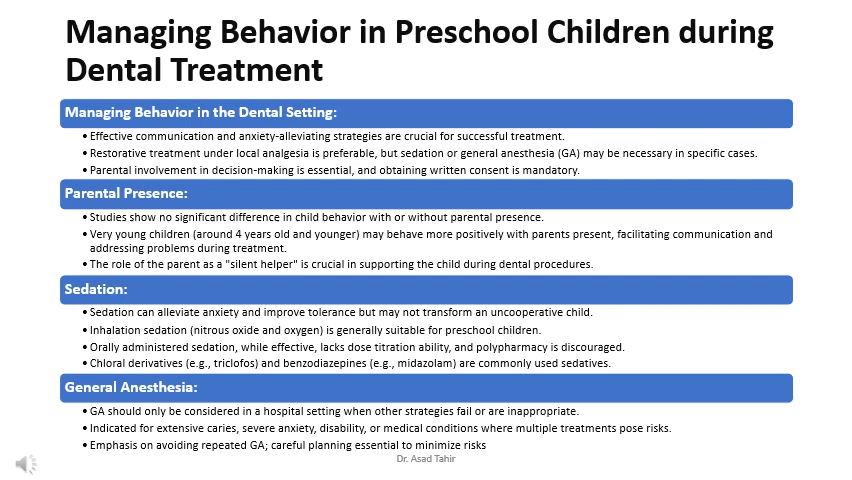 Managing Behavior in Preschool Children during
Dental Treatment
Managing Behavior in the Dental Setting:
• Effective communication and anxiety-alleviating strategies are crucial for successful treatment.
• Restorative treatment under local analgesia is preferable, but sedation or general anesthesia (GA) may be necessary in specific cases.
• Parental involvement in decision-making is essential, and obtaining written consent is mandatory.
Parental Presence:
• Studies show no significant difference in child behavior with or without parental presence.
• Very young children (around 4 years old and younger) may behave more positively with parents present, facilitating communication and
addressing problems during treatment.
• The role of the parent as a "silent helper" is crucial in supporting the child during dental procedures.
Sedation:
• Sedation can alleviate anxiety and improve tolerance but may not transform an uncooperative child.
• Inhalation sedation (nitrous oxide and oxygen) is generally suitable for preschool children.
• Orally administered sedation, while effective, lacks dose titration ability, and polypharmacy is discouraged.
• Chloral derivatives (e.g., triclofos) and benzodiazepines (e.g., midazolam) are commonly used sedatives.
General Anesthesia:
• GA should only be considered in a hospital setting when other strategies fail or are inappropriate.
• Indicated for extensive caries, severe anxiety, disability, or medical conditions where multiple treatments pose risks.
• Emphasis on avoiding repeated GA; careful planning essential to minimize risks
Dr. Asad Tahir